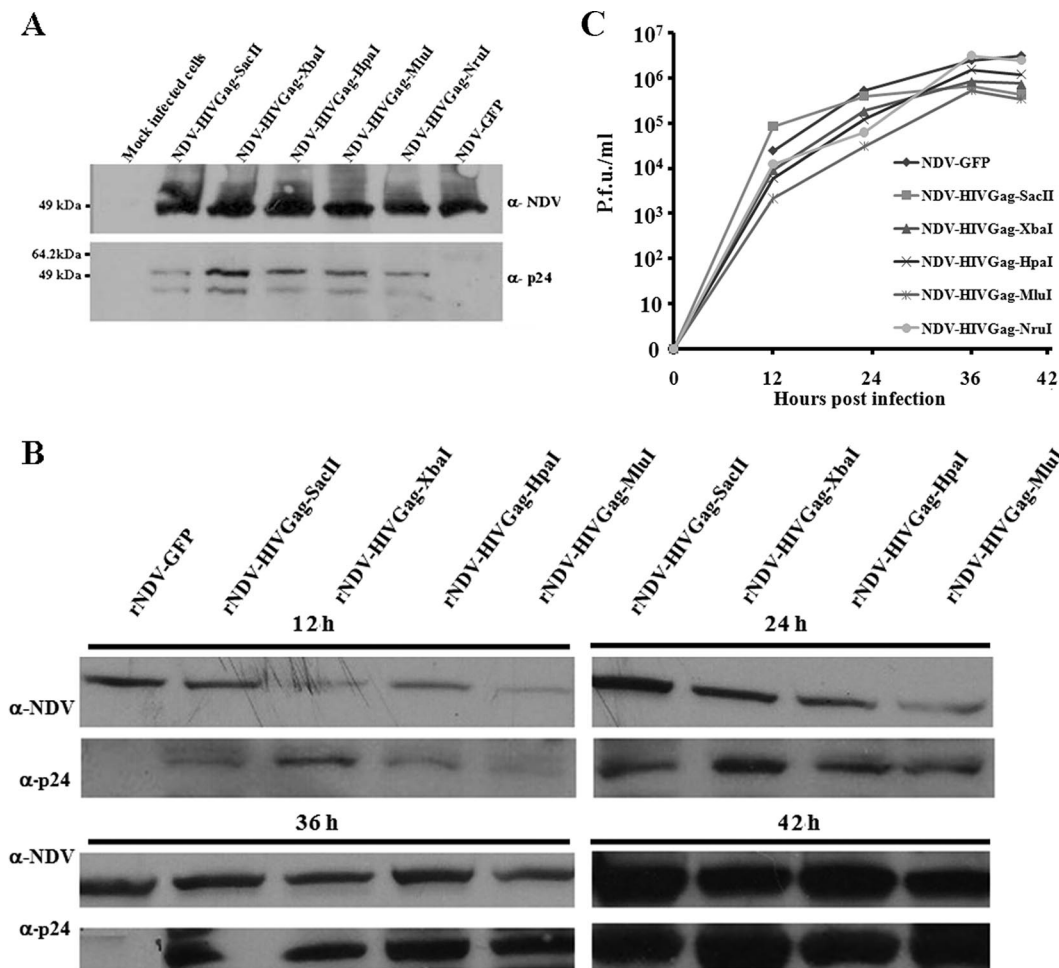 A
Mock infected cells
NDV-HIVGag-SacII
NDV-HIVGag-XbaI
NDV-HIVGag-HpaI
NDV-HIVGag-MluI
NDV-HIVGag-NruI
NDV-GFP
49 kDa
α- NDV
64.2kDa
49 kDa
α- p24
C
P.f.u./ml
10⁷
10⁶
10⁵
10⁴
10³
10²
10
0
0 12 24 36 42
Hours post infection
NDV-GFP
NDV-HIVGag-SacII
NDV-HIVGag-XbaI
NDV-HIVGag-HpaI
NDV-HIVGag-MluI
NDV-HIVGag-NruI
B
rNDV-GFP
rNDV-HIVGag-SacII
rNDV-HIVGag-XbaI
rNDV-HIVGag-HpaI
rNDV-HIVGag-MluI
rNDV-HIVGag-SacII
rNDV-HIVGag-XbaI
rNDV-HIVGag-HpaI
rNDV-HIVGag-MluI
12 h
24 h
α-NDV
α-p24
36 h
42 h
α-NDV
α-p24